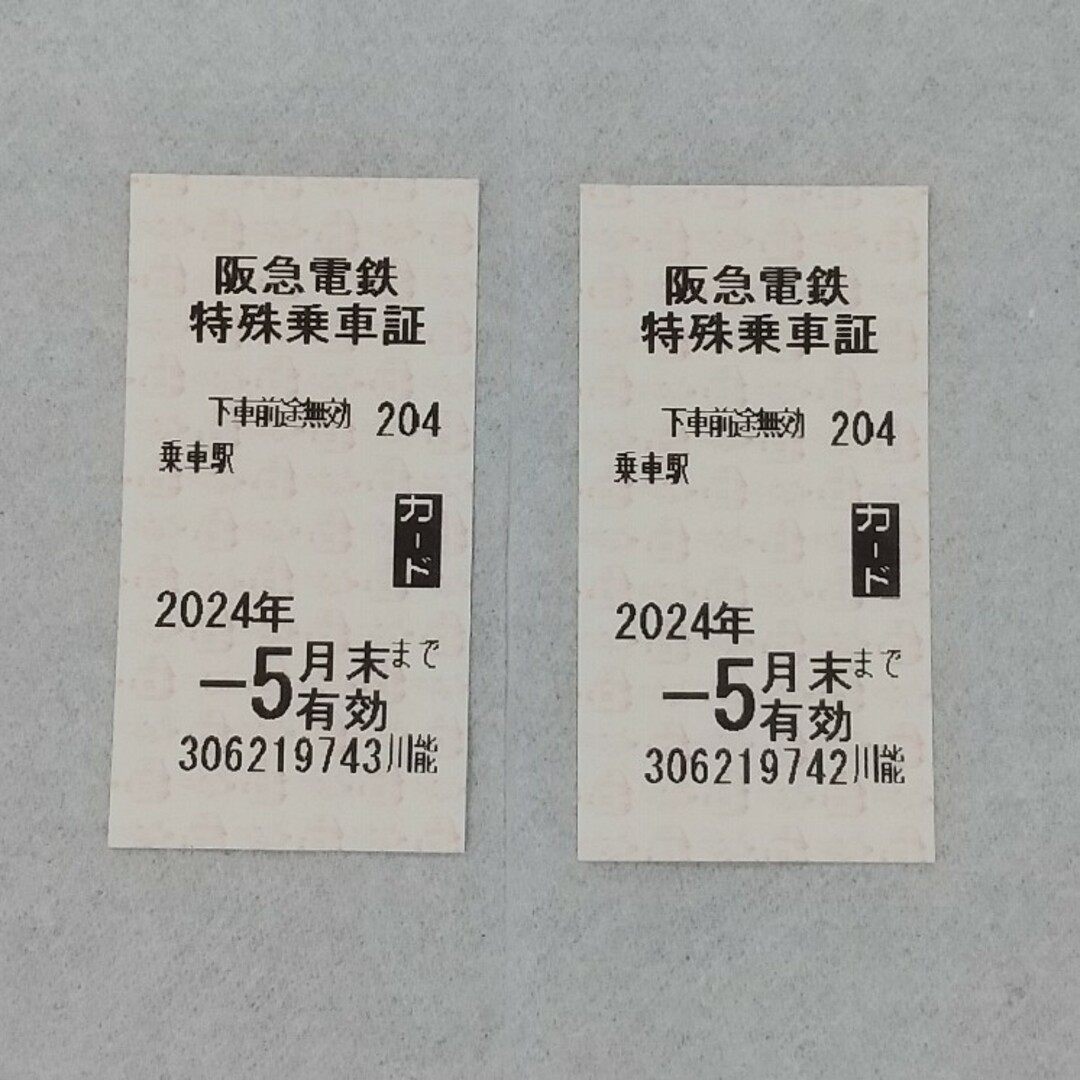 阪急電鉄
特殊乗車証
下車前途無効 204
乗車駅
カード
2024年
-5月末まで
有効
306219743川能
阪急電鉄
特殊乗車証
下車前途無効 204
乗車駅
カード
2024年
-5月末まで
有効
306219742川能